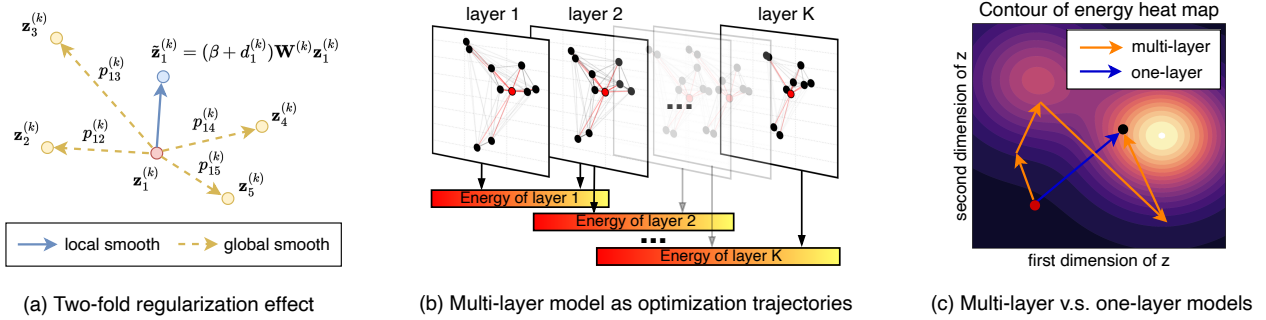 z_3^{(k)}
\tilde{z}_1^{(k)} = (β + d_1^{(k)}) W^{(k)} z_1^{(k)}
p_{13}^{(k)}
z_2^{(k)}
p_{12}^{(k)}
p_{14}^{(k)}
z_4^{(k)}
z_1^{(k)}
p_{15}^{(k)}
z_5^{(k)}
local smooth
global smooth
(a) Two-fold regularization effect
layer 1
layer 2
layer K
...
Energy of layer 1
Energy of layer 2
...
Energy of layer K
(b) Multi-layer model as optimization trajectories
Contour of energy heat map
multi-layer
one-layer
second dimension of z
first dimension of z
(c) Multi-layer v.s. one-layer models